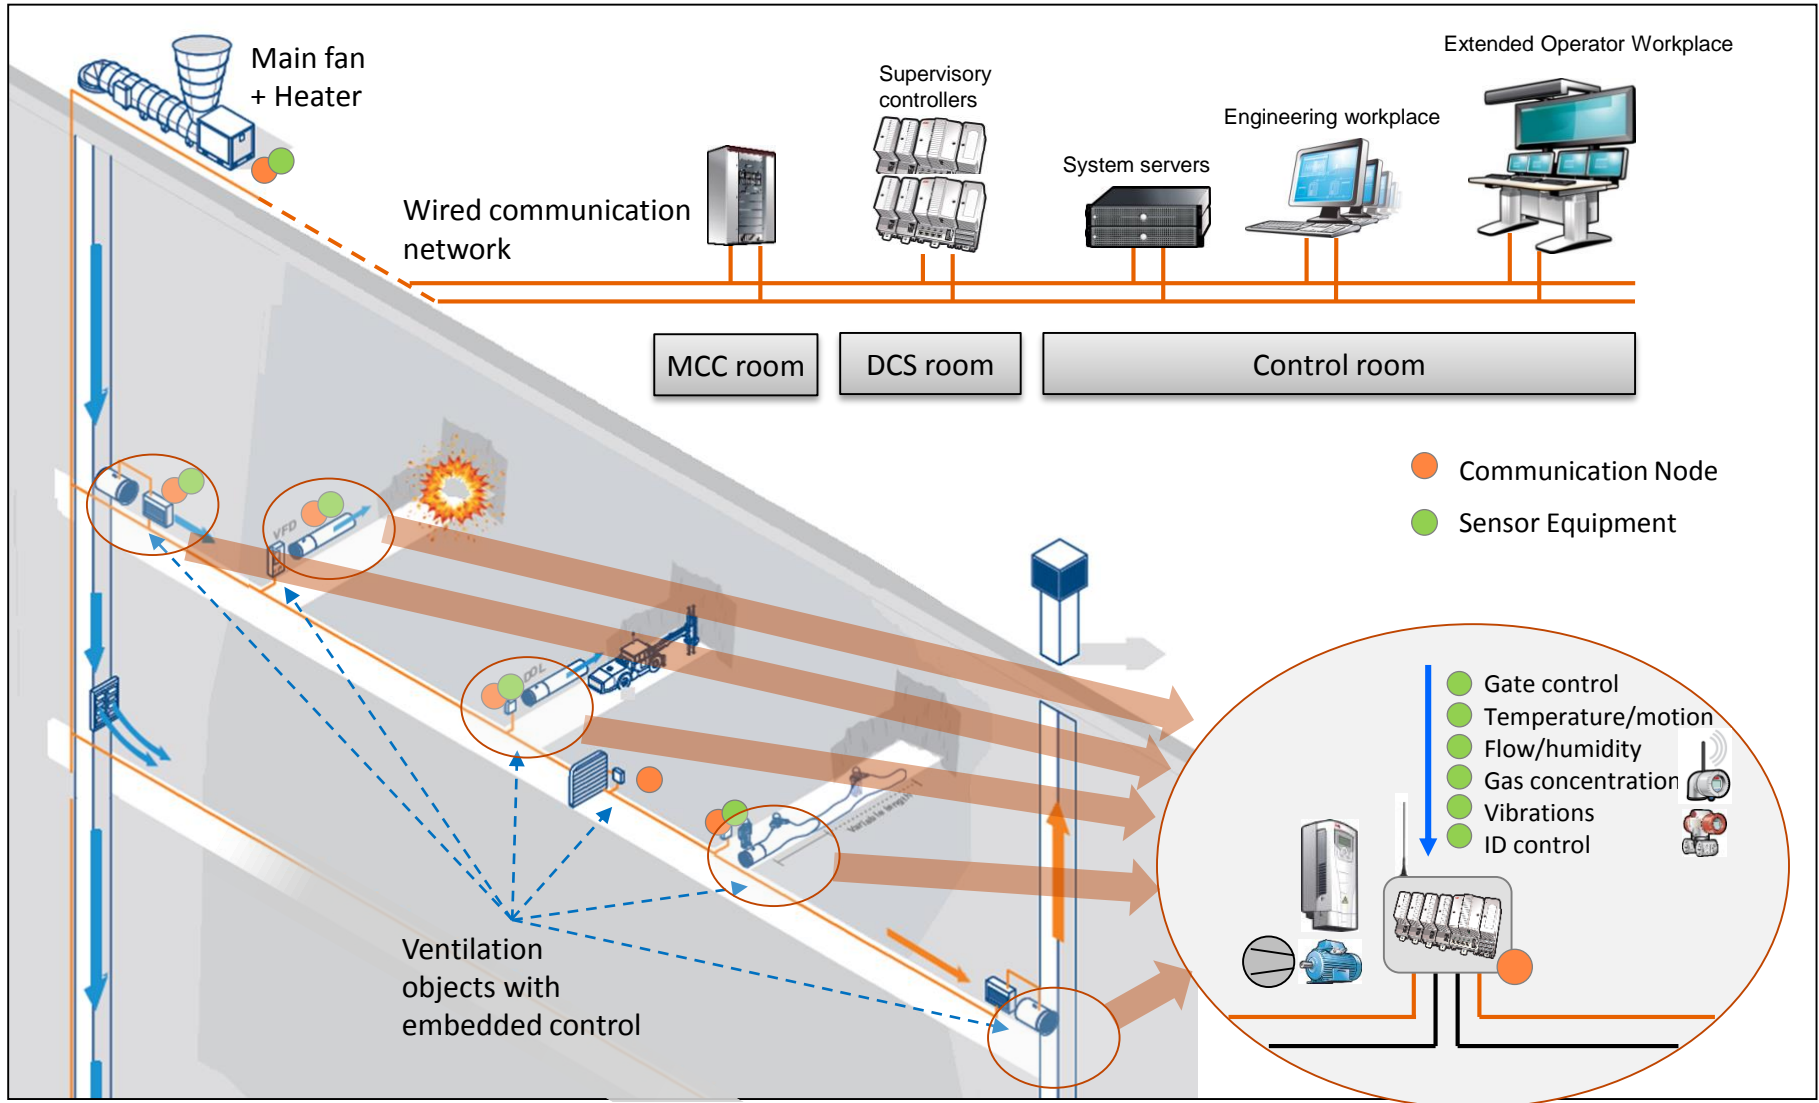 Main fan
+ Heater
Supervisory
controllers
Extended Operator Workplace
Engineering workplace
System servers
Wired communication
network
MCC room
DCS room
Control room
Communication Node
Sensor Equipment
VFD
DOL
Variable length
Gate control
Temperature/motion
Flow/humidity
Gas concentration
Vibrations
ID control
Ventilation
objects with
embedded control